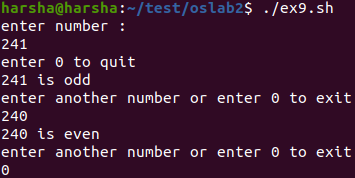 harsha@harsha:~/test/oslab2$ ./ex9.sh
enter number :
241
enter 0 to quit
241 is odd
enter another number or enter 0 to exit
240
240 is even
enter another number or enter 0 to exit
0